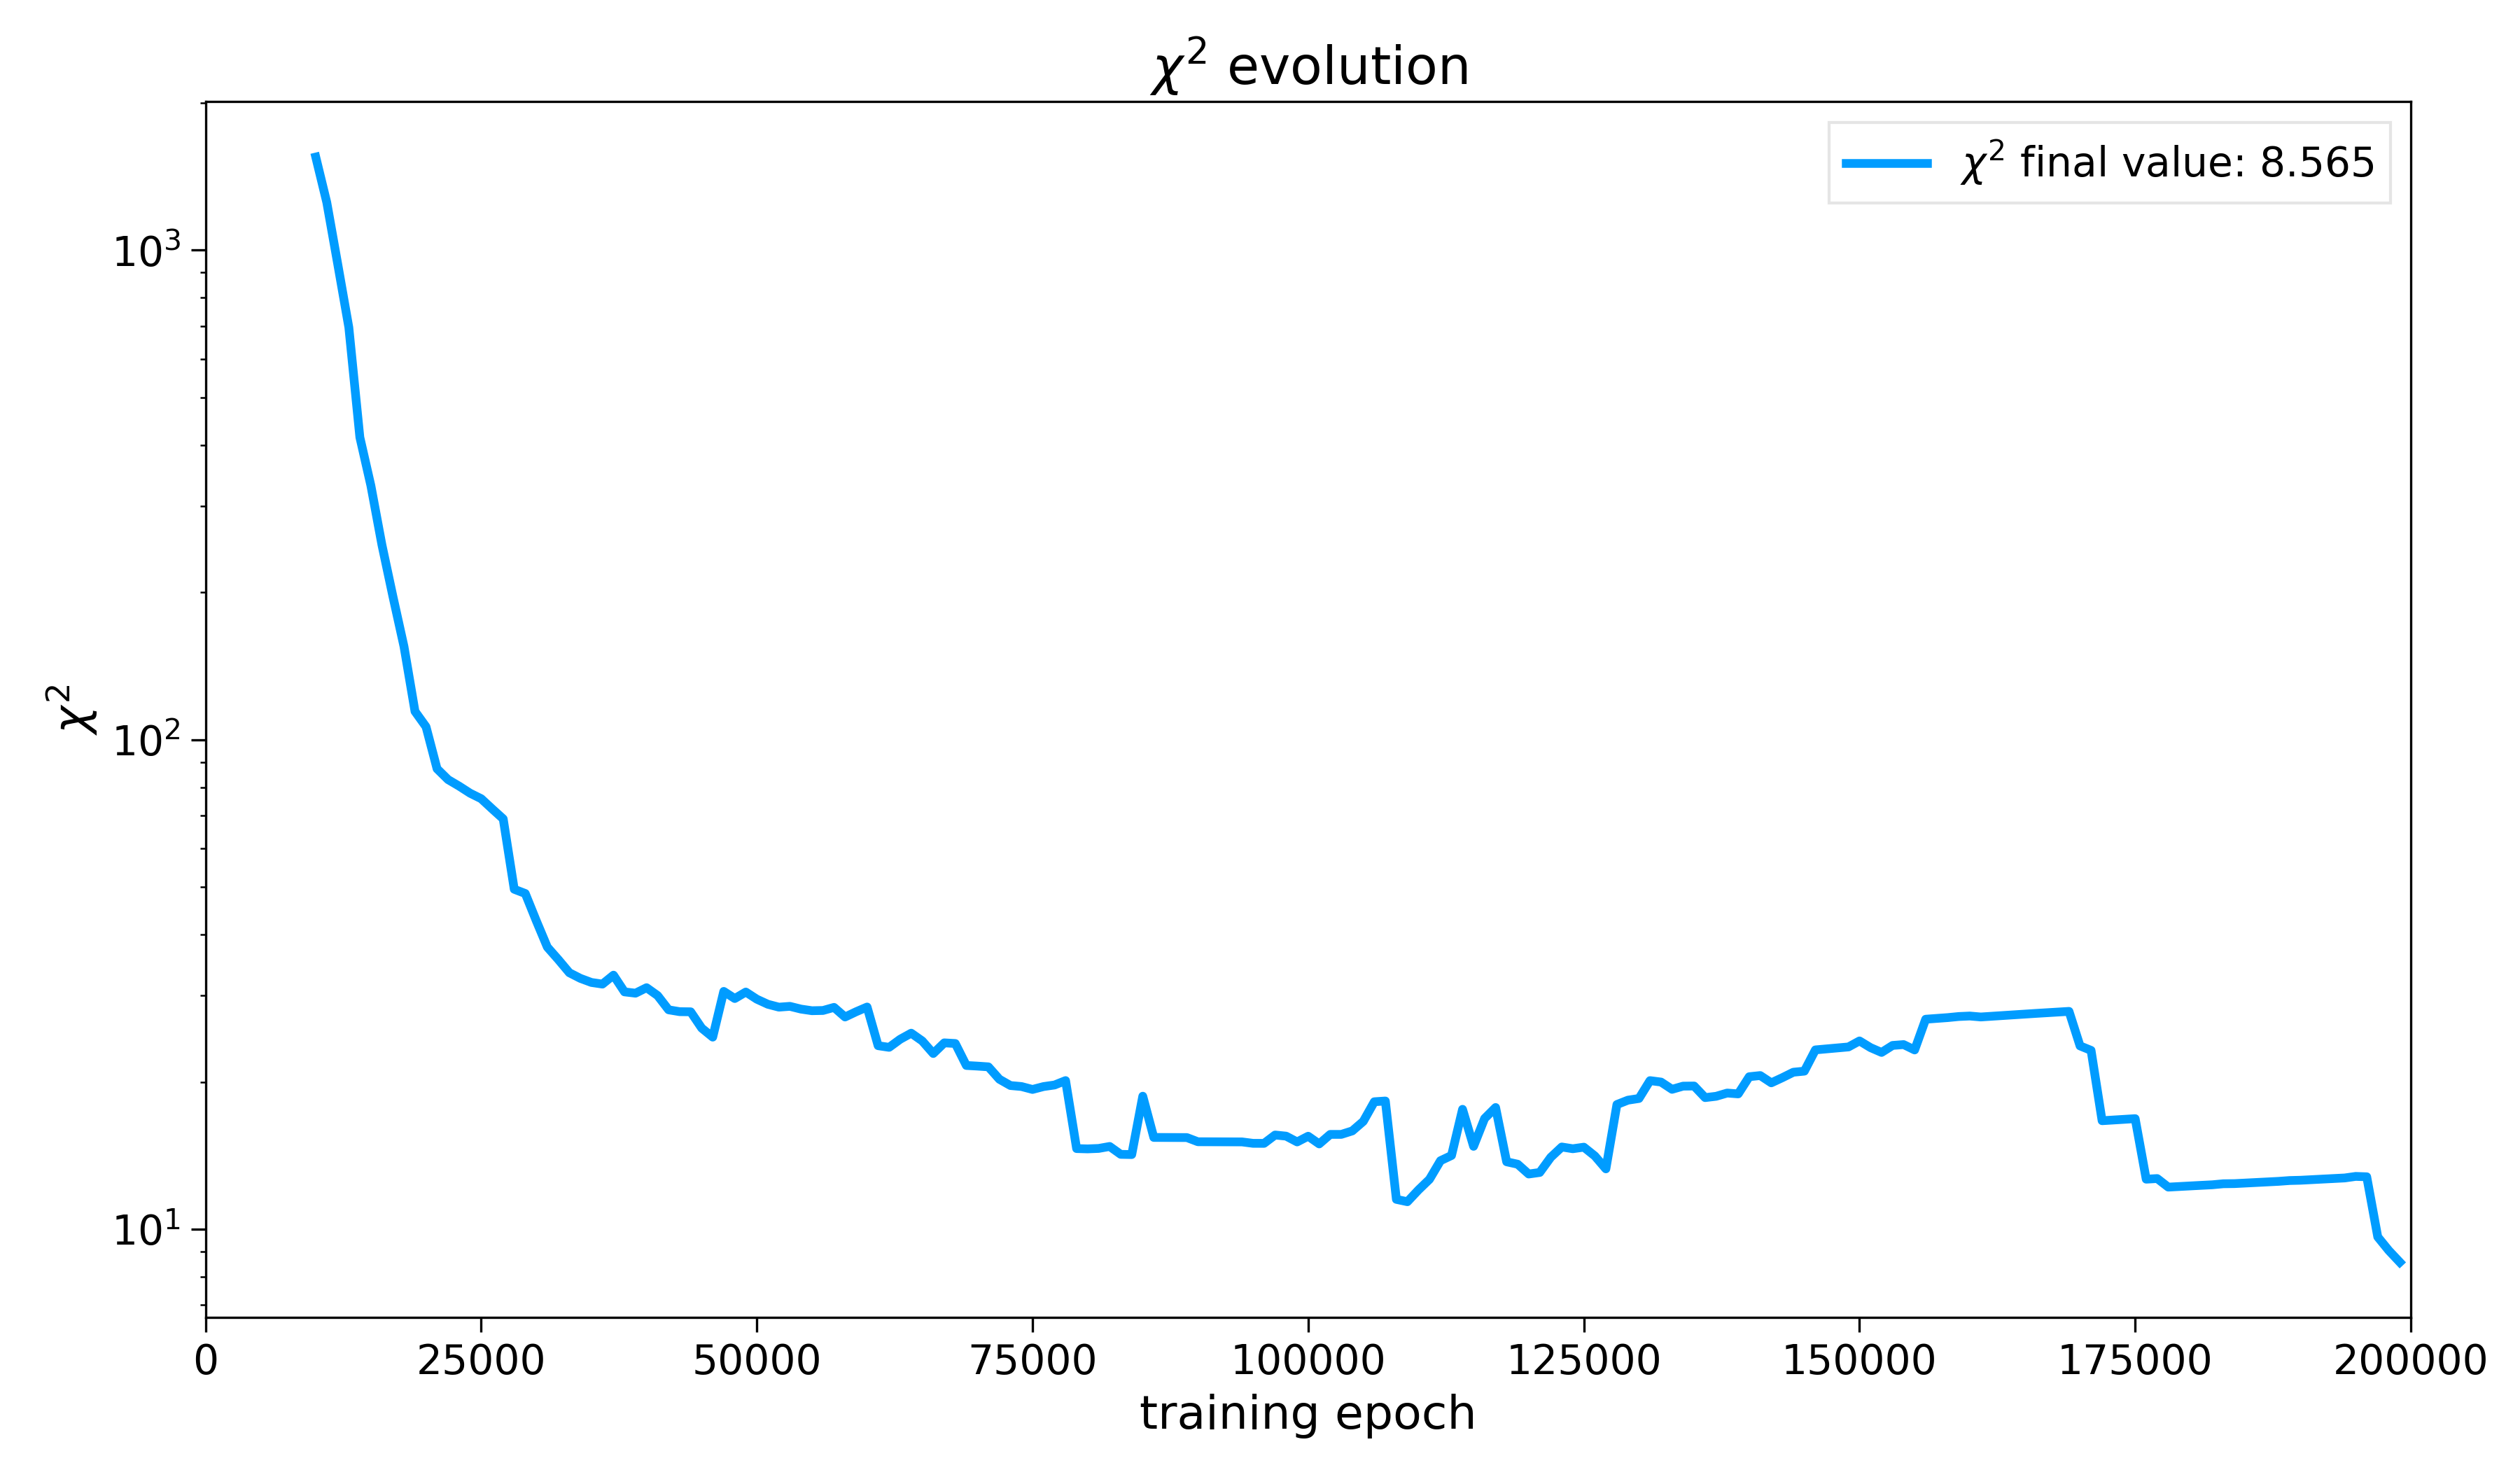 χ² evolution
χ² final value: 8.565
10³
10²
10¹
χ²
0 25000 50000 75000 100000 125000 150000 175000 200000
training epoch